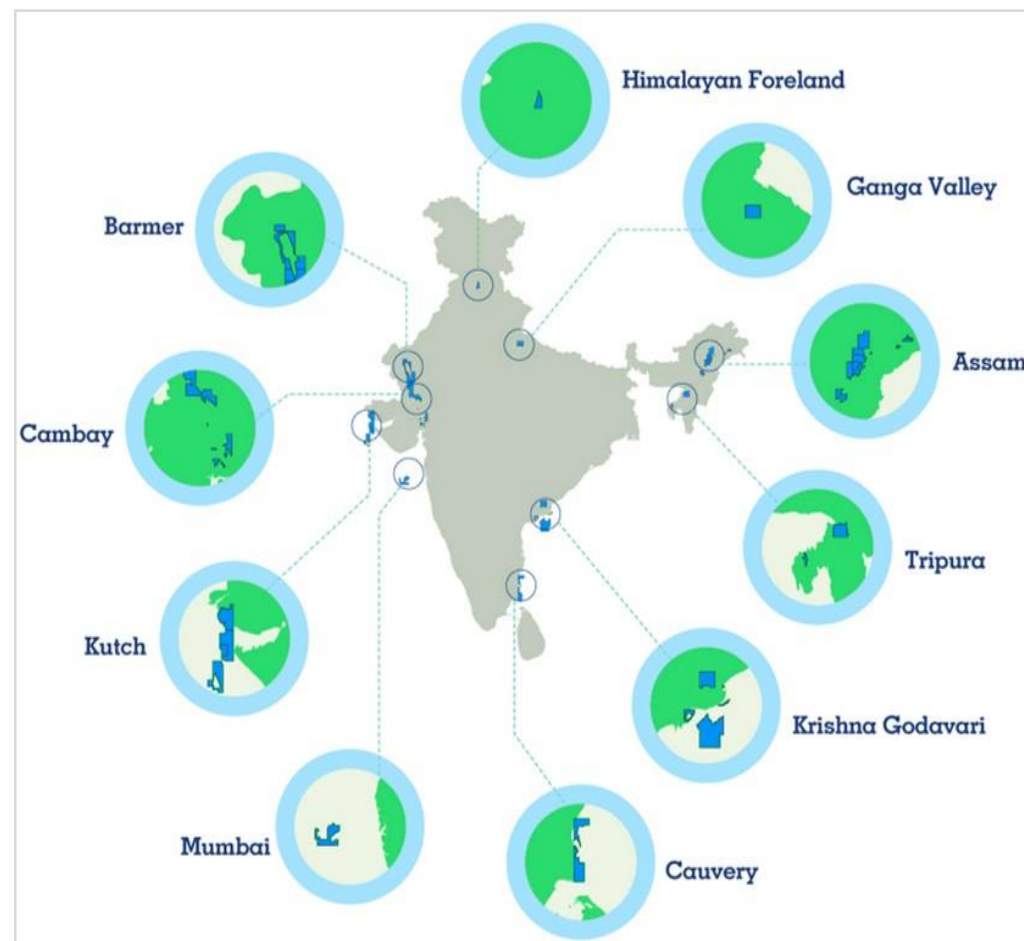 Himalayan Foreland
Ganga Valley
Barmer
Assam
Cambay
Tripura
Kutch
Krishna Godavari
Mumbai
Cauvery